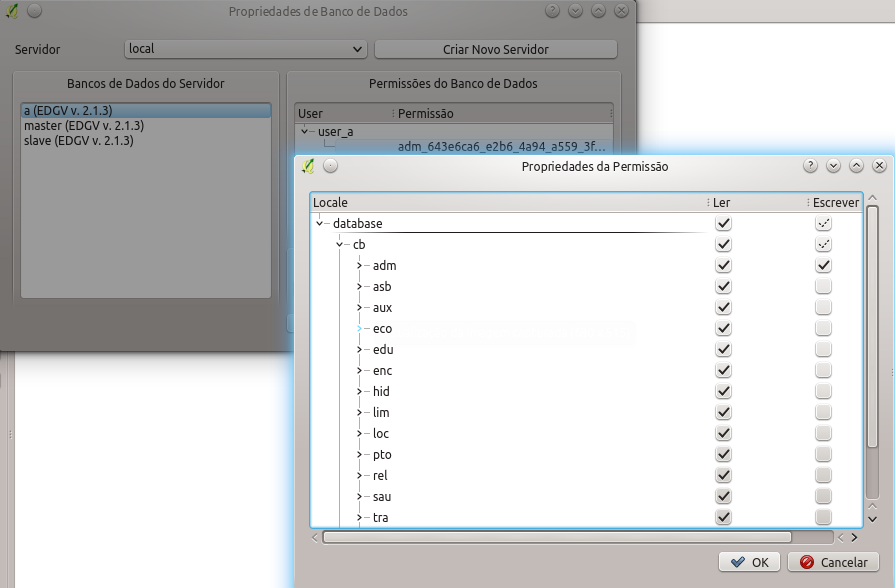 Propriedades de Banco de Dados
Servidor
local
Criar Novo Servidor
Bancos de Dados do Servidor
Permissões do Banco de Dados
a (EDGV v. 2.1.3)
master (EDGV v. 2.1.3)
slave (EDGV v. 2.1.3)
User
Permissão
user_a
adm_643e6ca6_e2b6_4a94_a559_3f...
Propriedades da Permissão
Locale
Ler
Escrever
database
cb
adm
asb
aux
eco
edu
enc
hid
lim
loc
pto
rel
sau
tra
OK
Cancelar